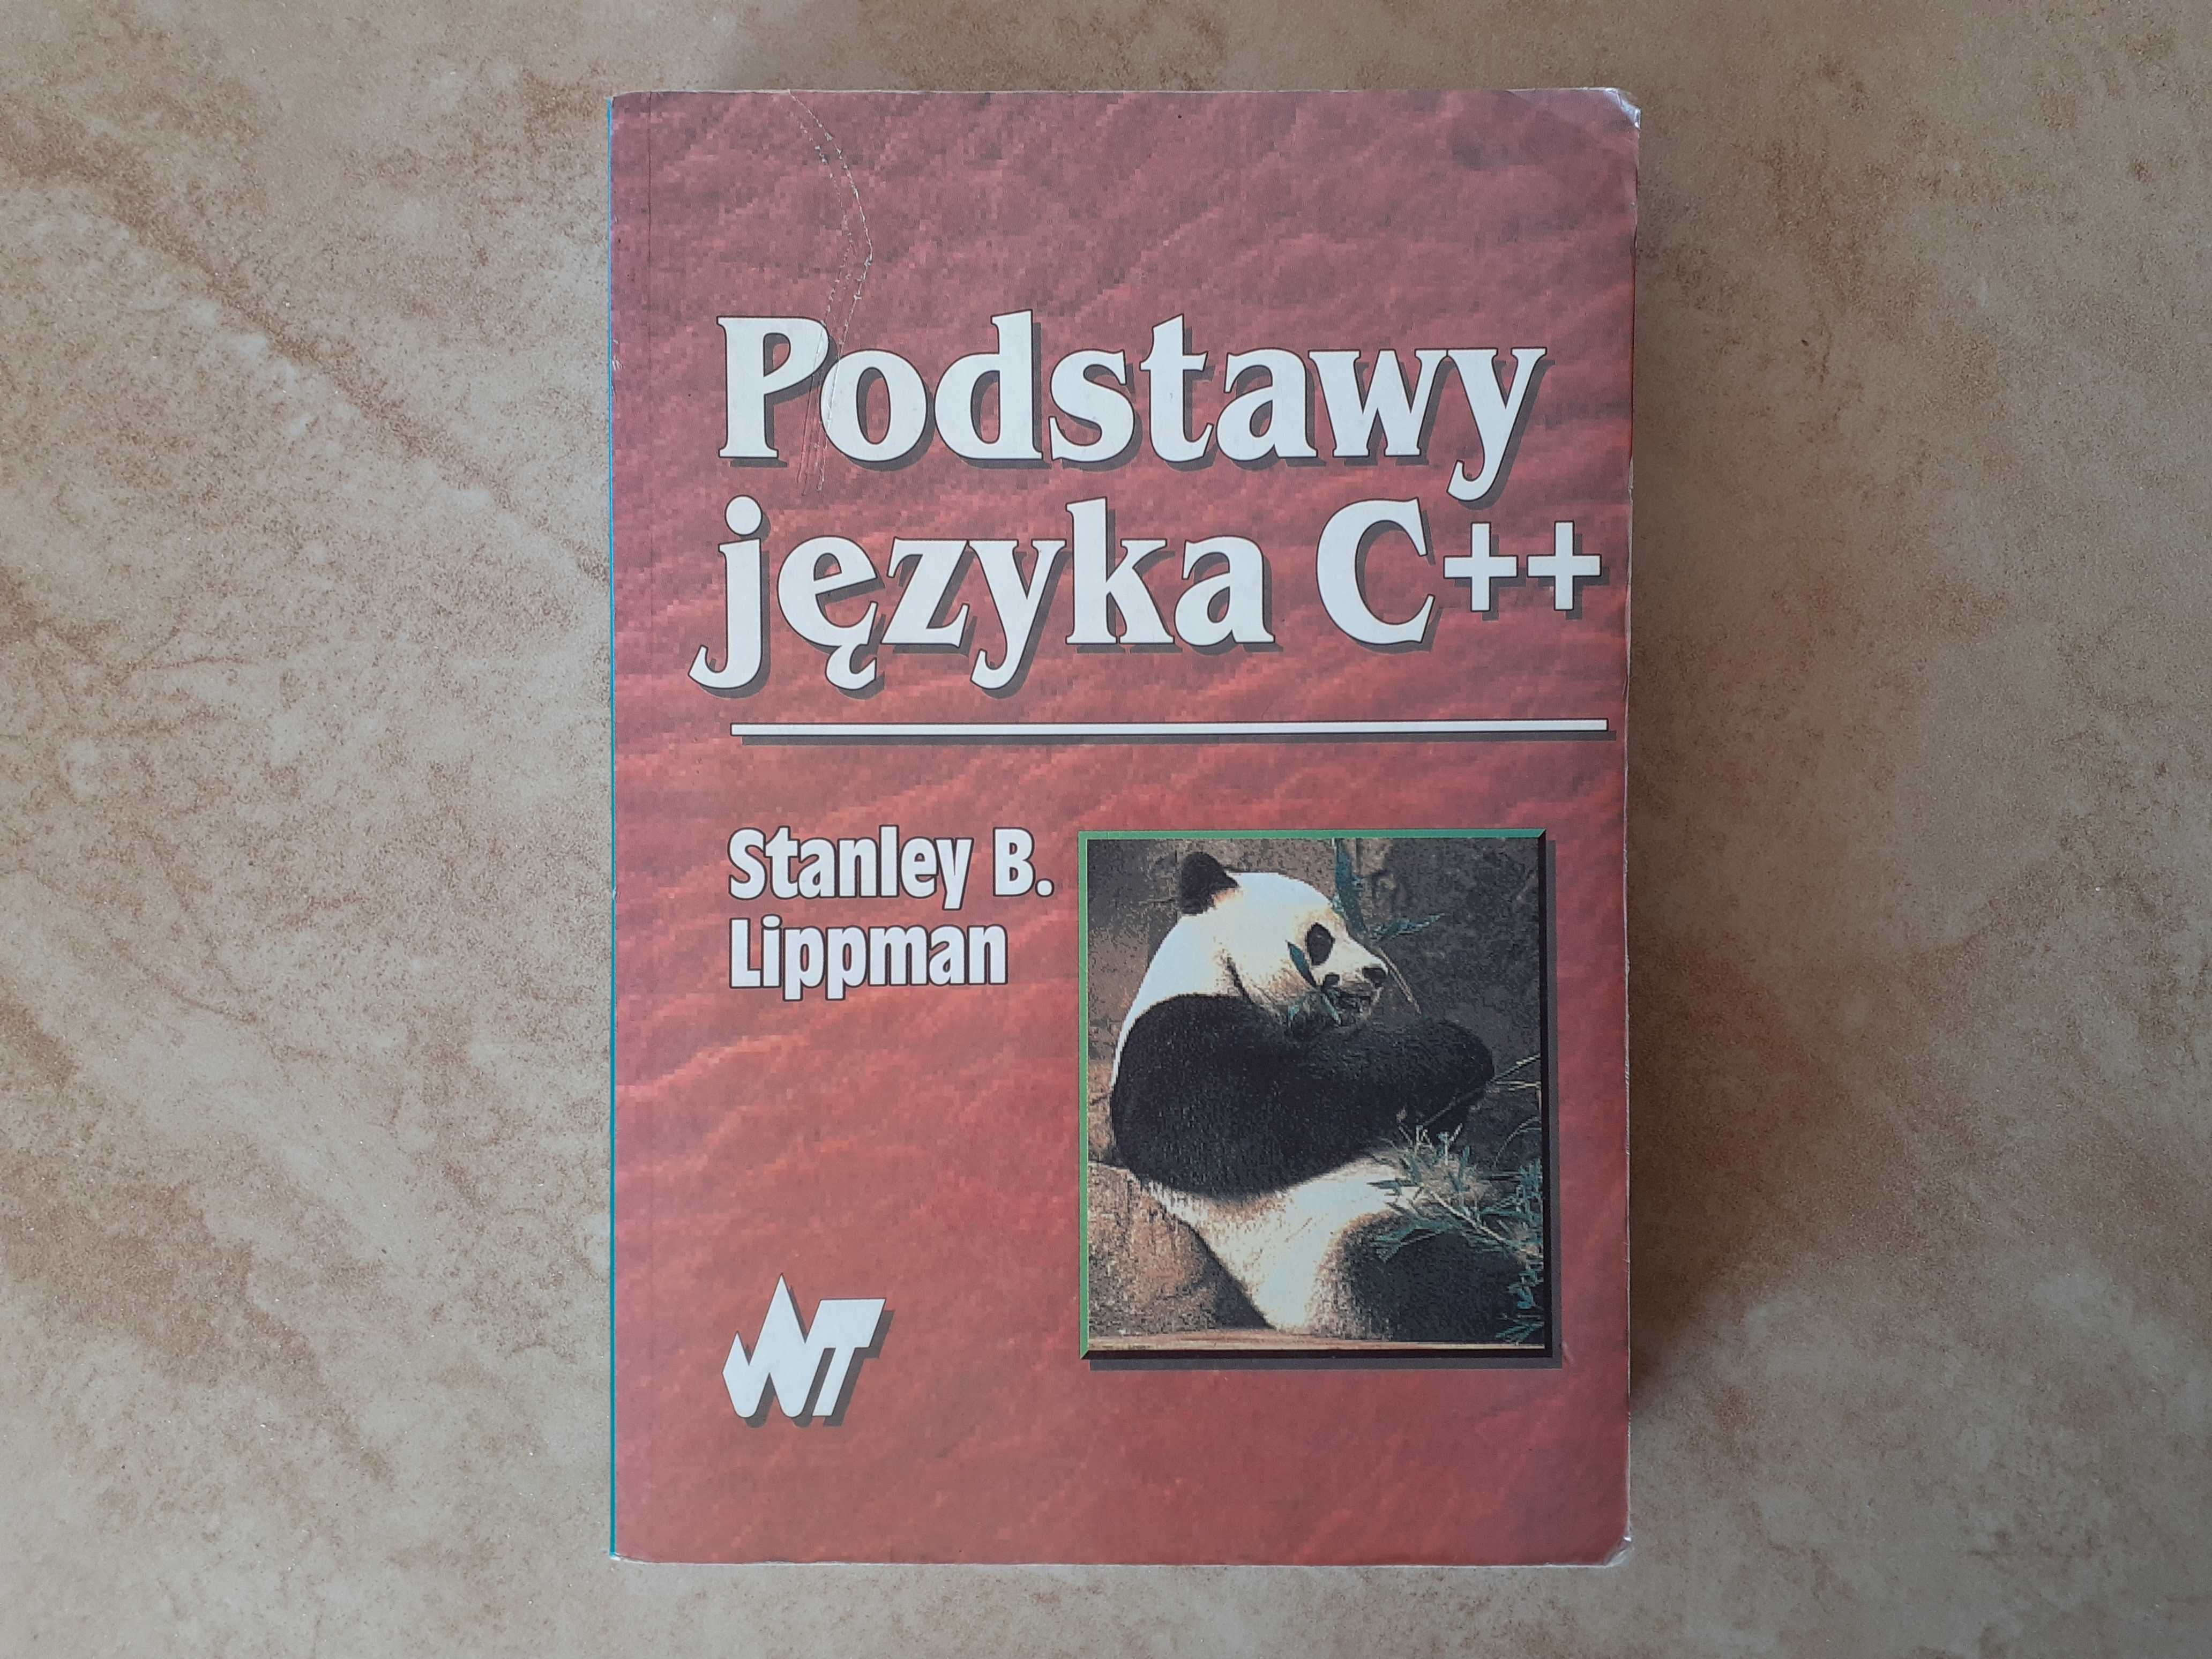 Podstawy
języka C++
Stanley B.
Lippman
WNT